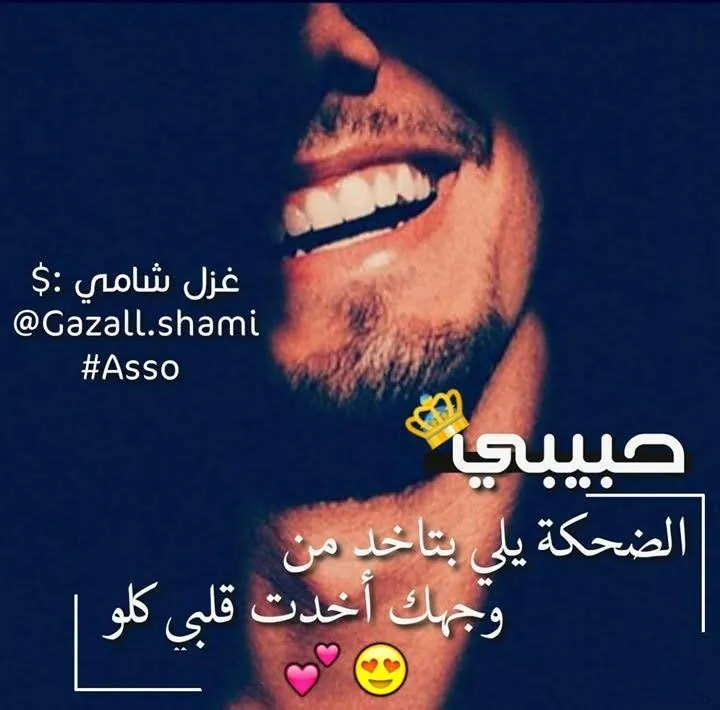 غزل شامي :$
@Gazall.shami
#Asso
حبيبي
الضحكة يلي بتاخد من
وجهك أخدت قلبي كلو